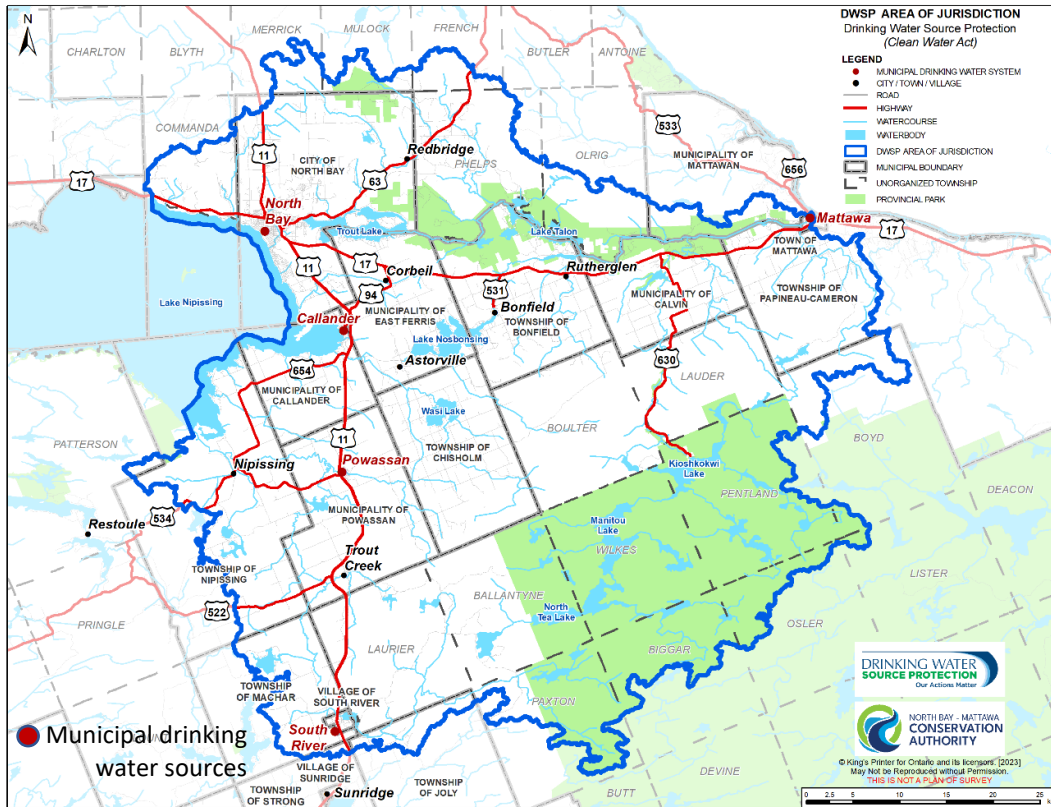 N
DWSP AREA OF JURISDICTION
Drinking Water Source Protection
(Clean Water Act)
LEGEND
MUNICIPAL DRINKING WATER SYSTEM
CITY / TOWN / VILLAGE
ROAD
HIGHWAY
WATERCOURSE
WATERBODY
DWSP AREA OF JURISDICTION
MUNICIPAL BOUNDARY
UNORGANIZED TOWNSHIP
PROVINCIAL PARK
CHARLTON
BLYTH
MERRICK
MULOCK
FRENCH
BUTLER
ANTOINE
COMMANDA
11
CITY OF
NORTH BAY
Redbridge
PHELPS
OLRIG
533
MUNICIPALITY OF
MATTAWAN
656
17
63
North
Bay
Trout Lake
Lake Talon
Mattawa
17
TOWN OF
MATTAWA
11
17
Corbeil
94
Rutherglen
531
Bonfield
TOWNSHIP OF
BONFIELD
MUNICIPALITY OF
CALVIN
TOWNSHIP OF
PAPINEAU-CAMERON
Lake Nipissing
Callander
MUNICIPALITY OF
EAST FERRIS
Lake Nosbonsing
Astorville
654
MUNICIPALITY OF
CALLANDER
630
LAUDER
Wasi Lake
BOULTER
PATTERSON
11
TOWNSHIP OF
CHISHOLM
BOYD
Nipissing
Powassan
Kioshkokwi
Lake
PENTLAND
DEACON
Restoule
534
MUNICIPALITY OF
POWASSAN
Manitou
Lake
WILKES
Trout
Creek
TOWNSHIP OF
NIPISSING
LISTER
522
BALLANTYNE
North
Tea Lake
PRINGLE
OSLER
LAURIER
BIGGAR
TOWNSHIP
OF MACHAR
VILLAGE OF
SOUTH RIVER
PAXTON
South
River
Municipal drinking
water sources
VILLAGE OF
SUNRIDGE
TOWNSHIP
OF STRONG
Sunridge
TOWNSHIP
OF JOLY
BUTT
DEVINE
DRINKING WATER
SOURCE PROTECTION
Our Actions Matter
NORTH BAY - MATTAWA
CONSERVATION
AUTHORITY
© King's Printer for Ontario and its licensors. [2023]
May Not be Reproduced without Permission.
THIS IS NOT A PLAN OF SURVEY
0 5 10 15 20 25